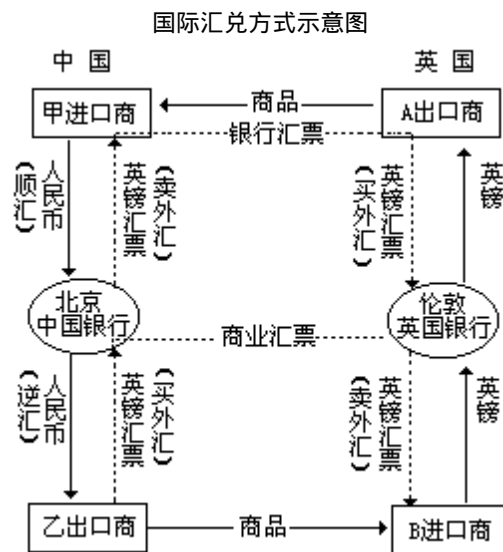 国际汇兑方式示意图
中 国
英 国
甲进口商
商品
A出口商
银行汇票
人民币
(顺汇)
英镑汇票
(卖外汇)
英镑汇票
(买外汇)
英镑
北京
中国银行
商业汇票
伦敦
英国银行
人民币
(逆汇)
英镑汇票
(买外汇)
英镑汇票
(卖外汇)
英镑
乙出口商
商品
B进口商